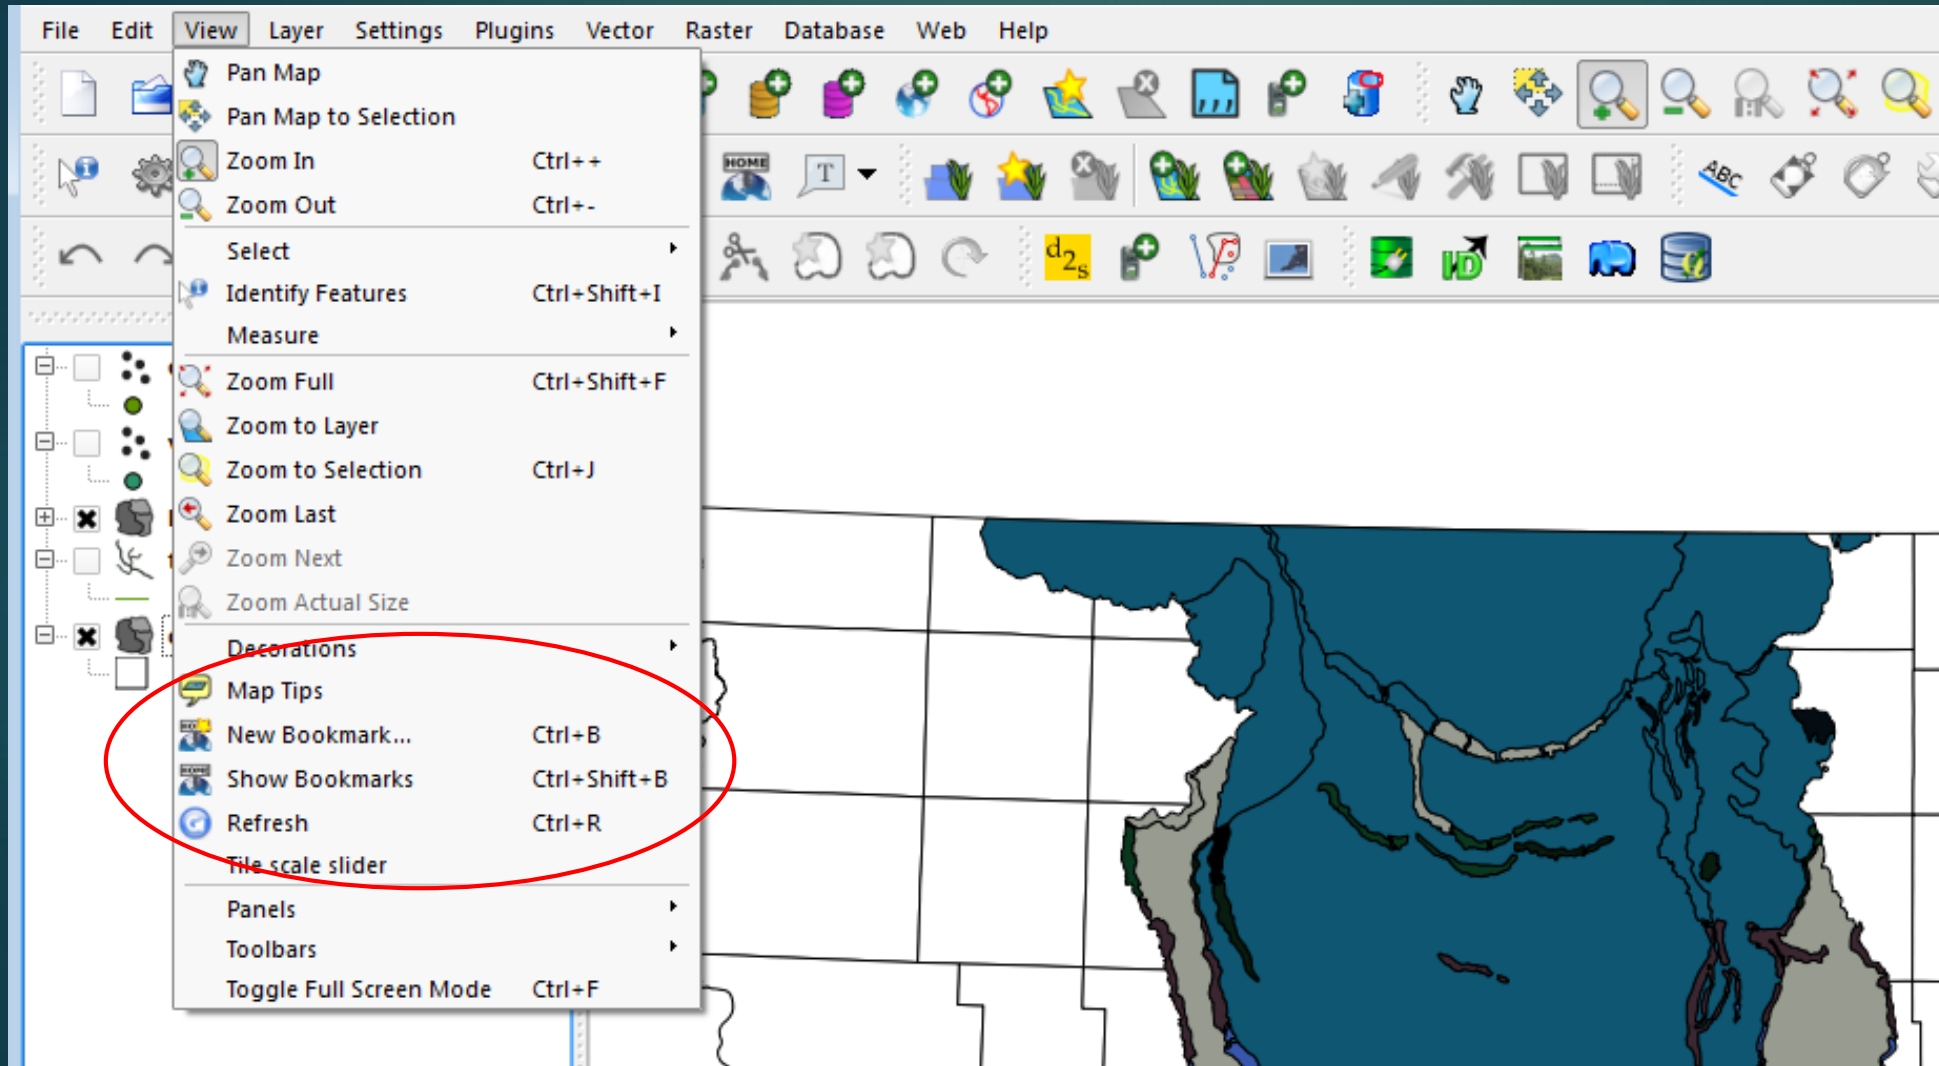 File Edit View Layer Settings Plugins Vector Raster Database Web Help
Pan Map
Pan Map to Selection
Zoom In Ctrl++
Zoom Out Ctrl+-
Select
Identify Features Ctrl+Shift+I
Measure
Zoom Full Ctrl+Shift+F
Zoom to Layer
Zoom to Selection Ctrl+J
Zoom Last
Zoom Next
Zoom Actual Size
Decorations
Map Tips
New Bookmark... Ctrl+B
Show Bookmarks Ctrl+Shift+B
Refresh Ctrl+R
Tile scale slider
Panels
Toolbars
Toggle Full Screen Mode Ctrl+F
HOME T ABC
d2s ID